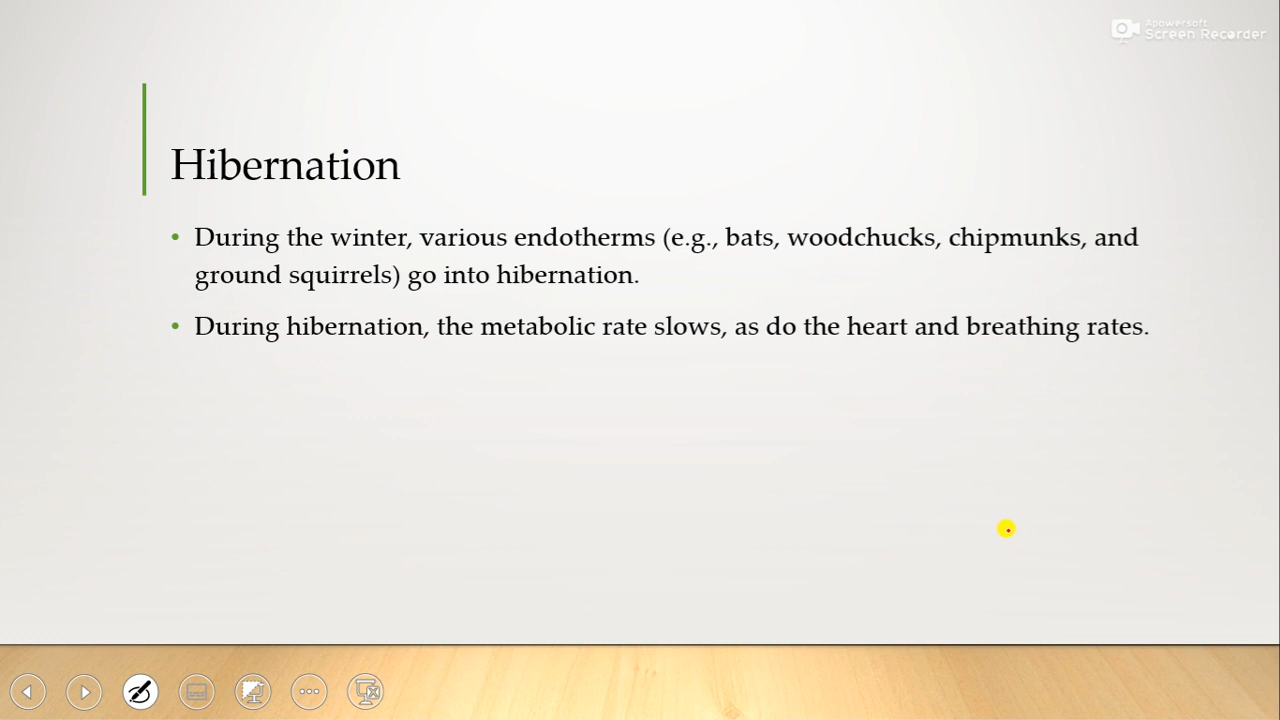 Apowersoft
Screen Recorder
Hibernation
• During the winter, various endotherms (e.g., bats, woodchucks, chipmunks, and
ground squirrels) go into hibernation.
• During hibernation, the metabolic rate slows, as do the heart and breathing rates.